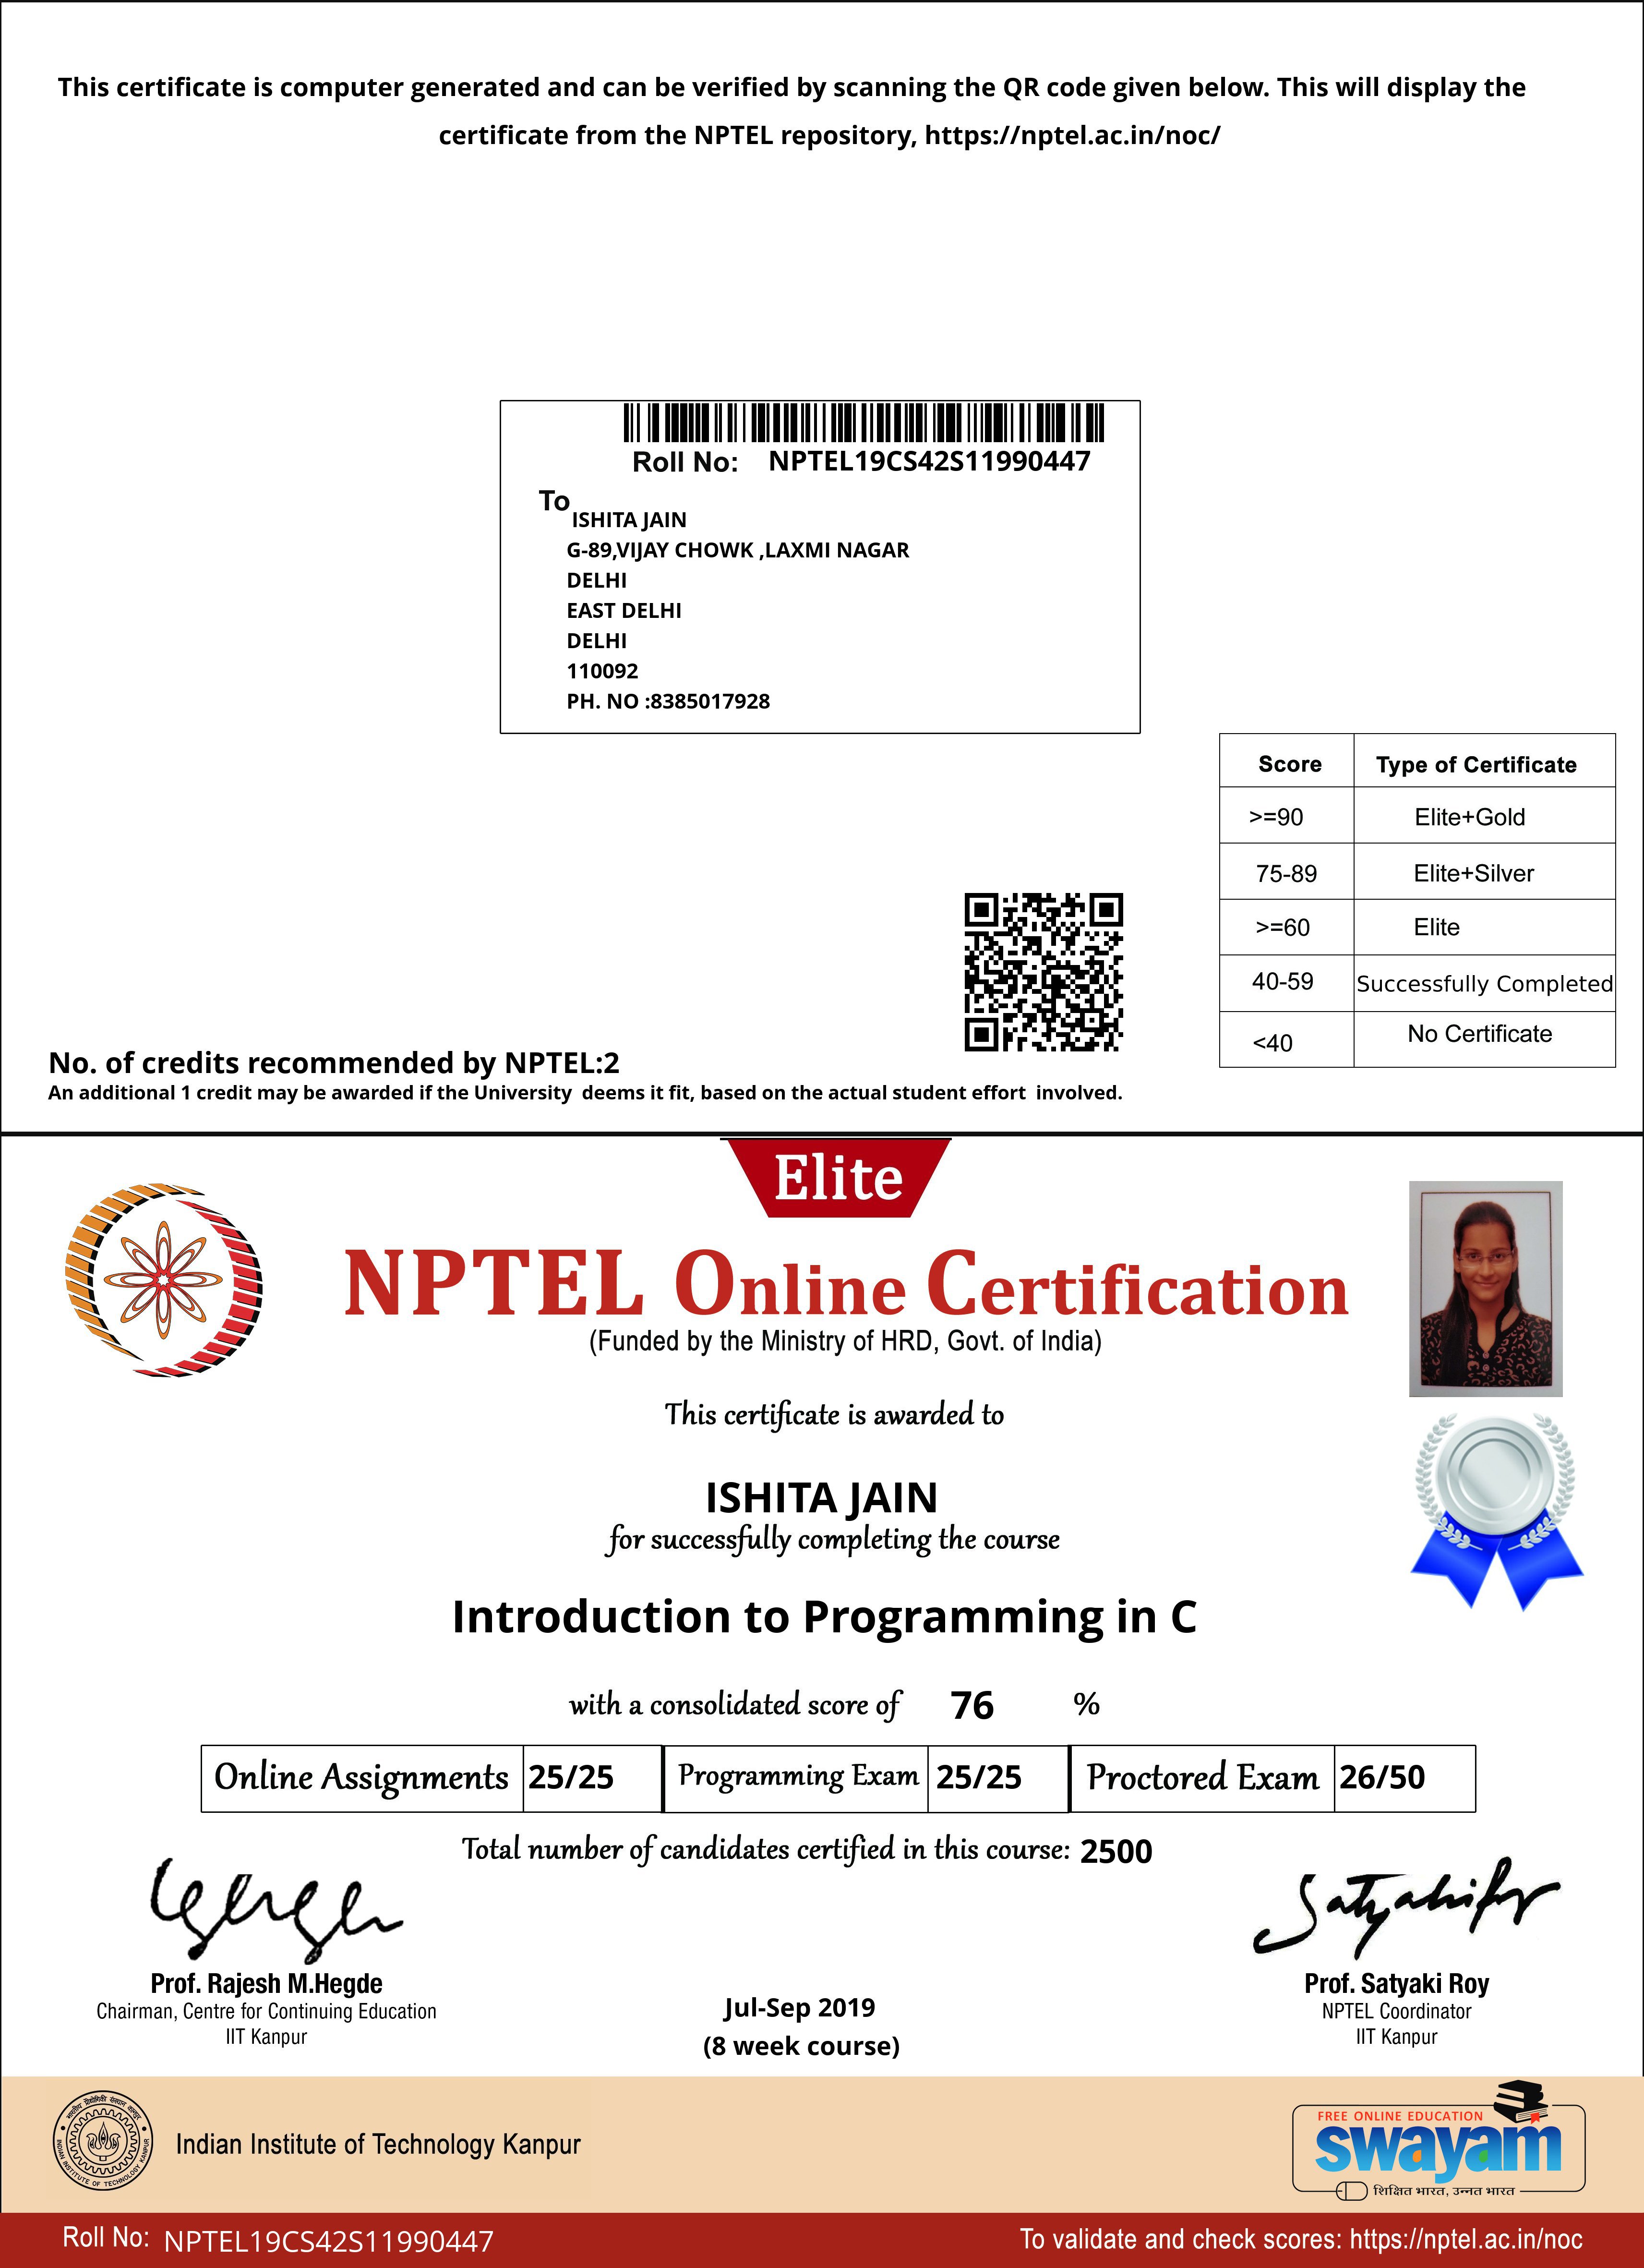 This certificate is computer generated and can be verified by scanning the QR code given below. This will display the
certificate from the NPTEL repository, https://nptel.ac.in/noc/
Roll No: NPTEL19CS42S11990447
To
ISHITA JAIN
G-89,VIJAY CHOWK ,LAXMI NAGAR
DELHI
EAST DELHI
DELHI
110092
PH. NO :8385017928
Score Type of Certificate
>=90 Elite+Gold
75-89 Elite+Silver
>=60 Elite
40-59 Successfully Completed
<40 No Certificate
No. of credits recommended by NPTEL:2
An additional 1 credit may be awarded if the University deems it fit, based on the actual student effort involved.
Elite
NPTEL Online Certification
(Funded by the Ministry of HRD, Govt. of India)
This certificate is awarded to
ISHITA JAIN
for successfully completing the course
Introduction to Programming in C
with a consolidated score of 76 %
Online Assignments 25/25 Programming Exam 25/25 Proctored Exam 26/50
Total number of candidates certified in this course: 2500
Prof. Rajesh M.Hegde
Chairman, Centre for Continuing Education
IIT Kanpur
Jul-Sep 2019
(8 week course)
Prof. Satyaki Roy
NPTEL Coordinator
IIT Kanpur
INDIAN INSTITUTE OF TECHNOLOGY KANPUR
Indian Institute of Technology Kanpur
FREE ONLINE EDUCATION
swayam
शिक्षित भारत, उन्नत भारत
Roll No: NPTEL19CS42S11990447
To validate and check scores: https://nptel.ac.in/noc